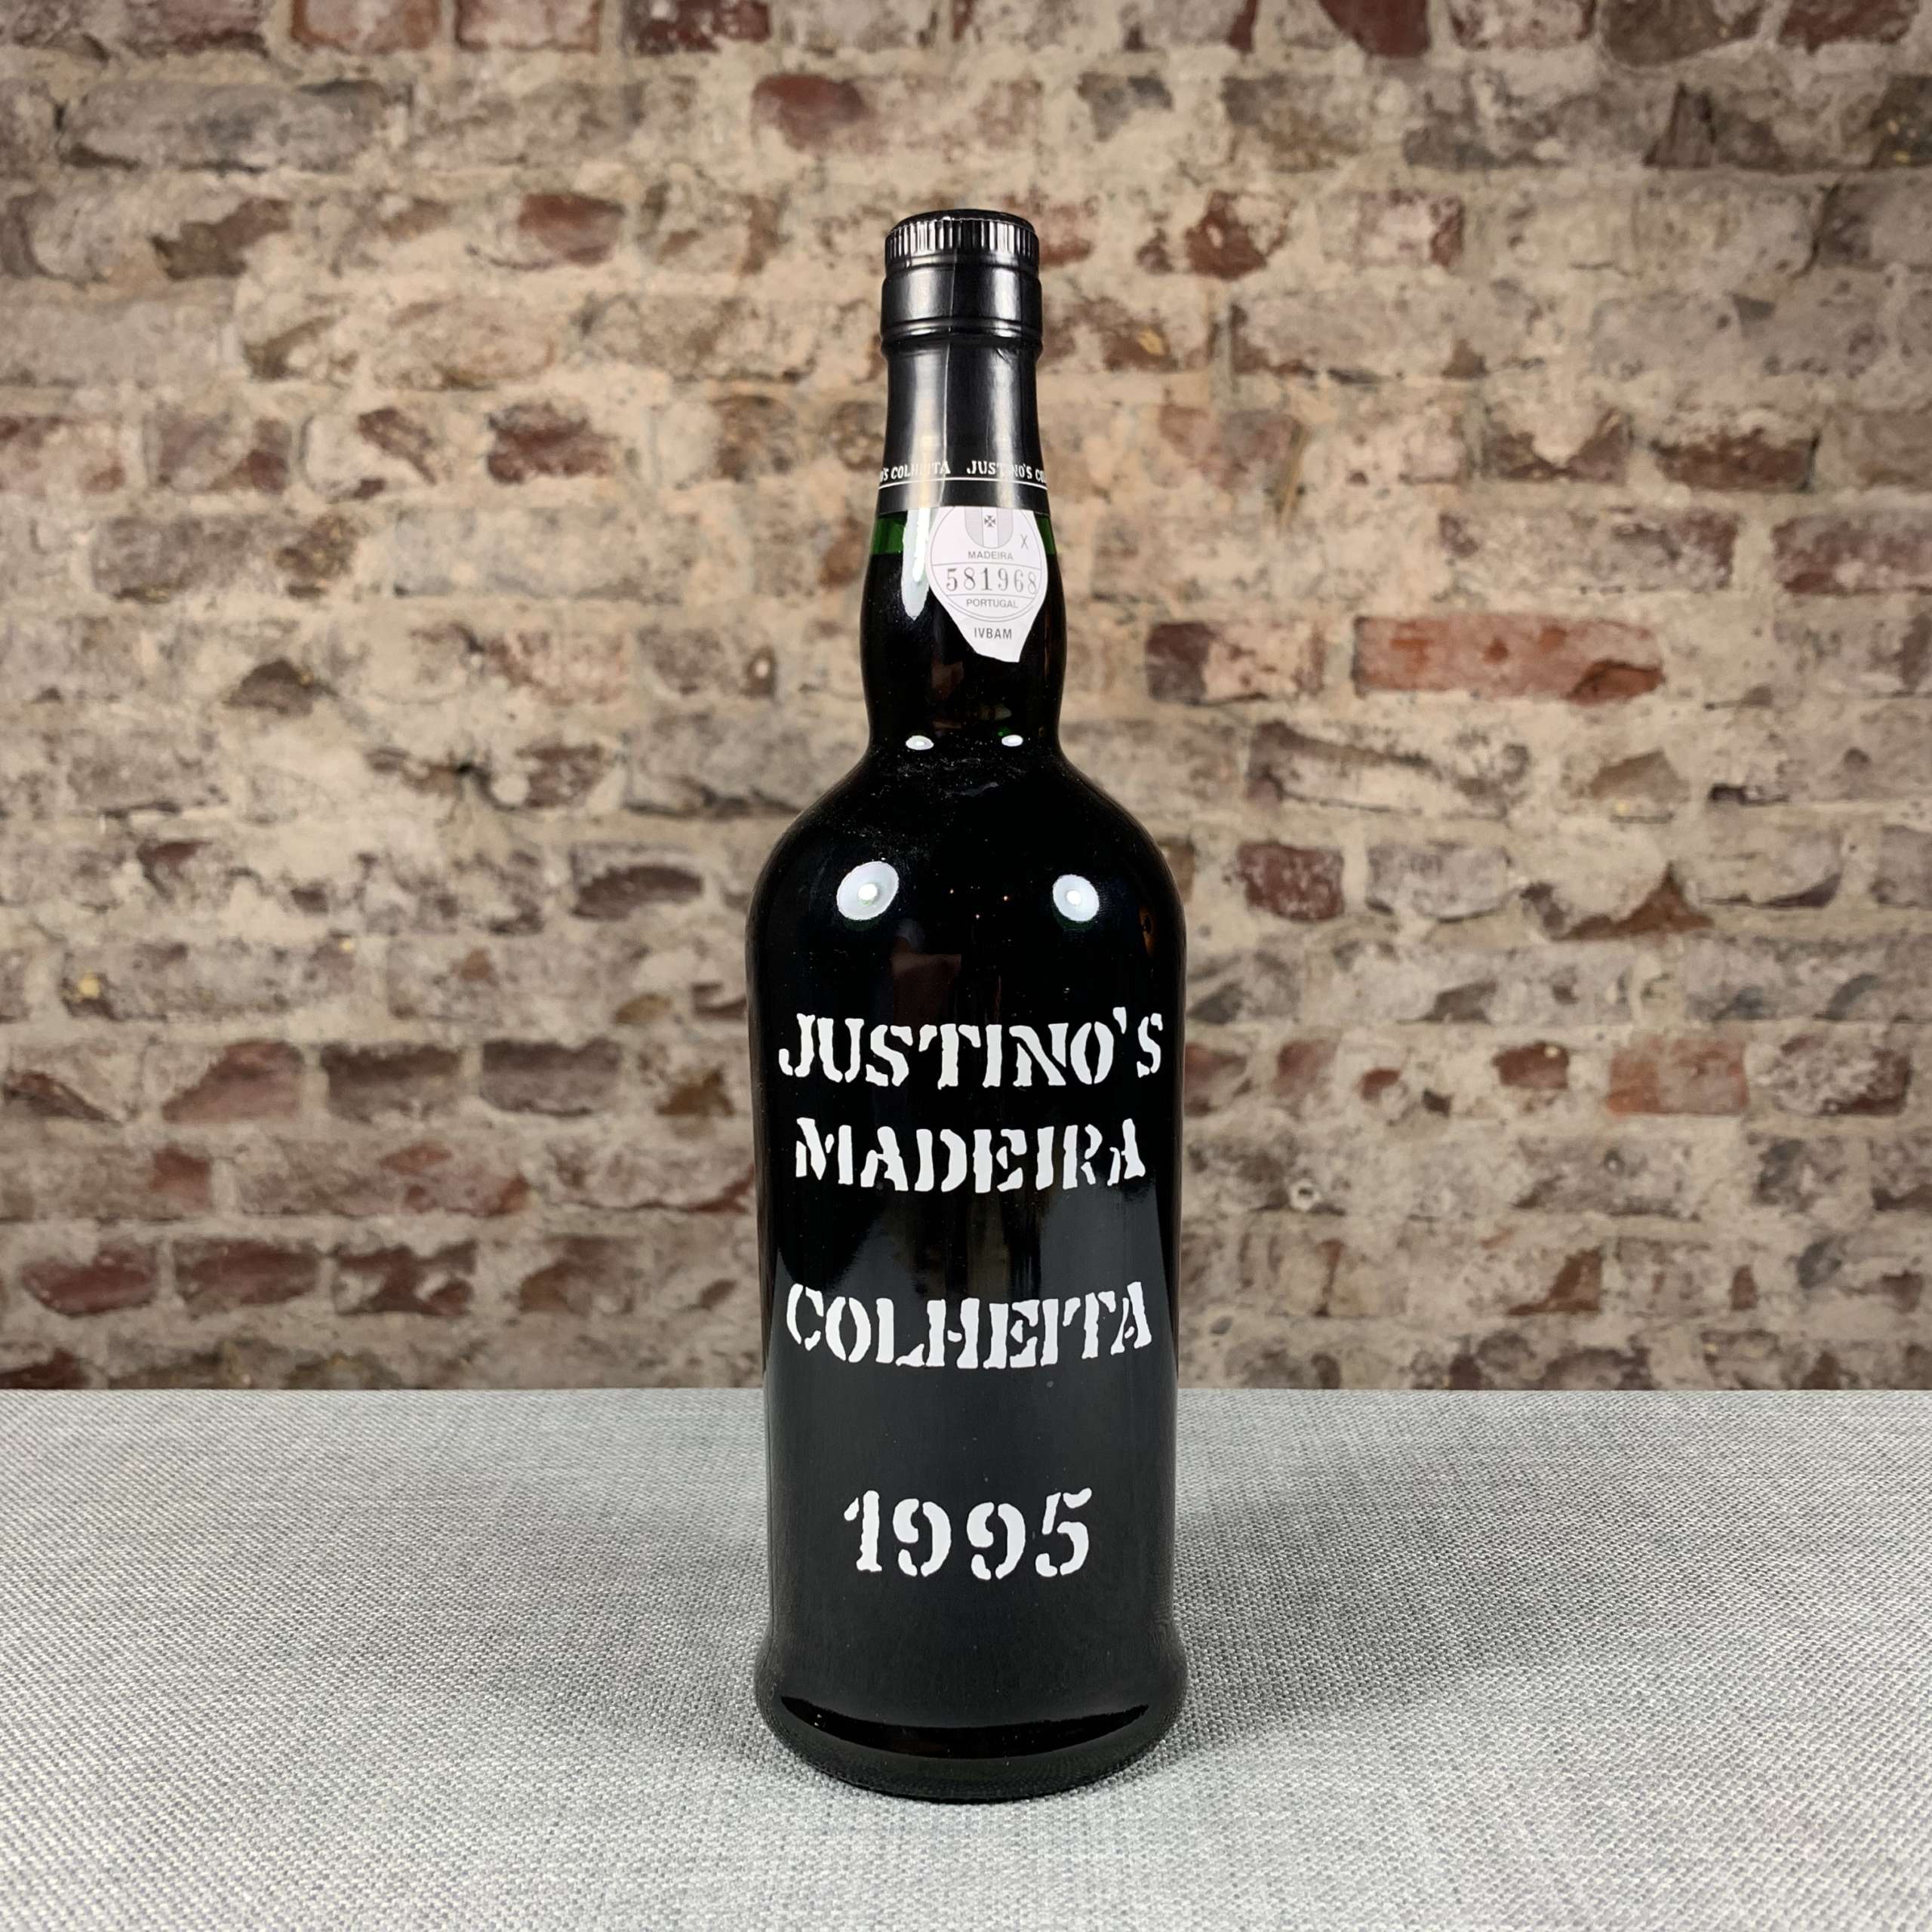 COLHEITA JUSTINO'S
X
MADEIRA
581968
PORTUGAL
IVBAM
JUSTINO'S
MADEIRA
COLHEITA
1995